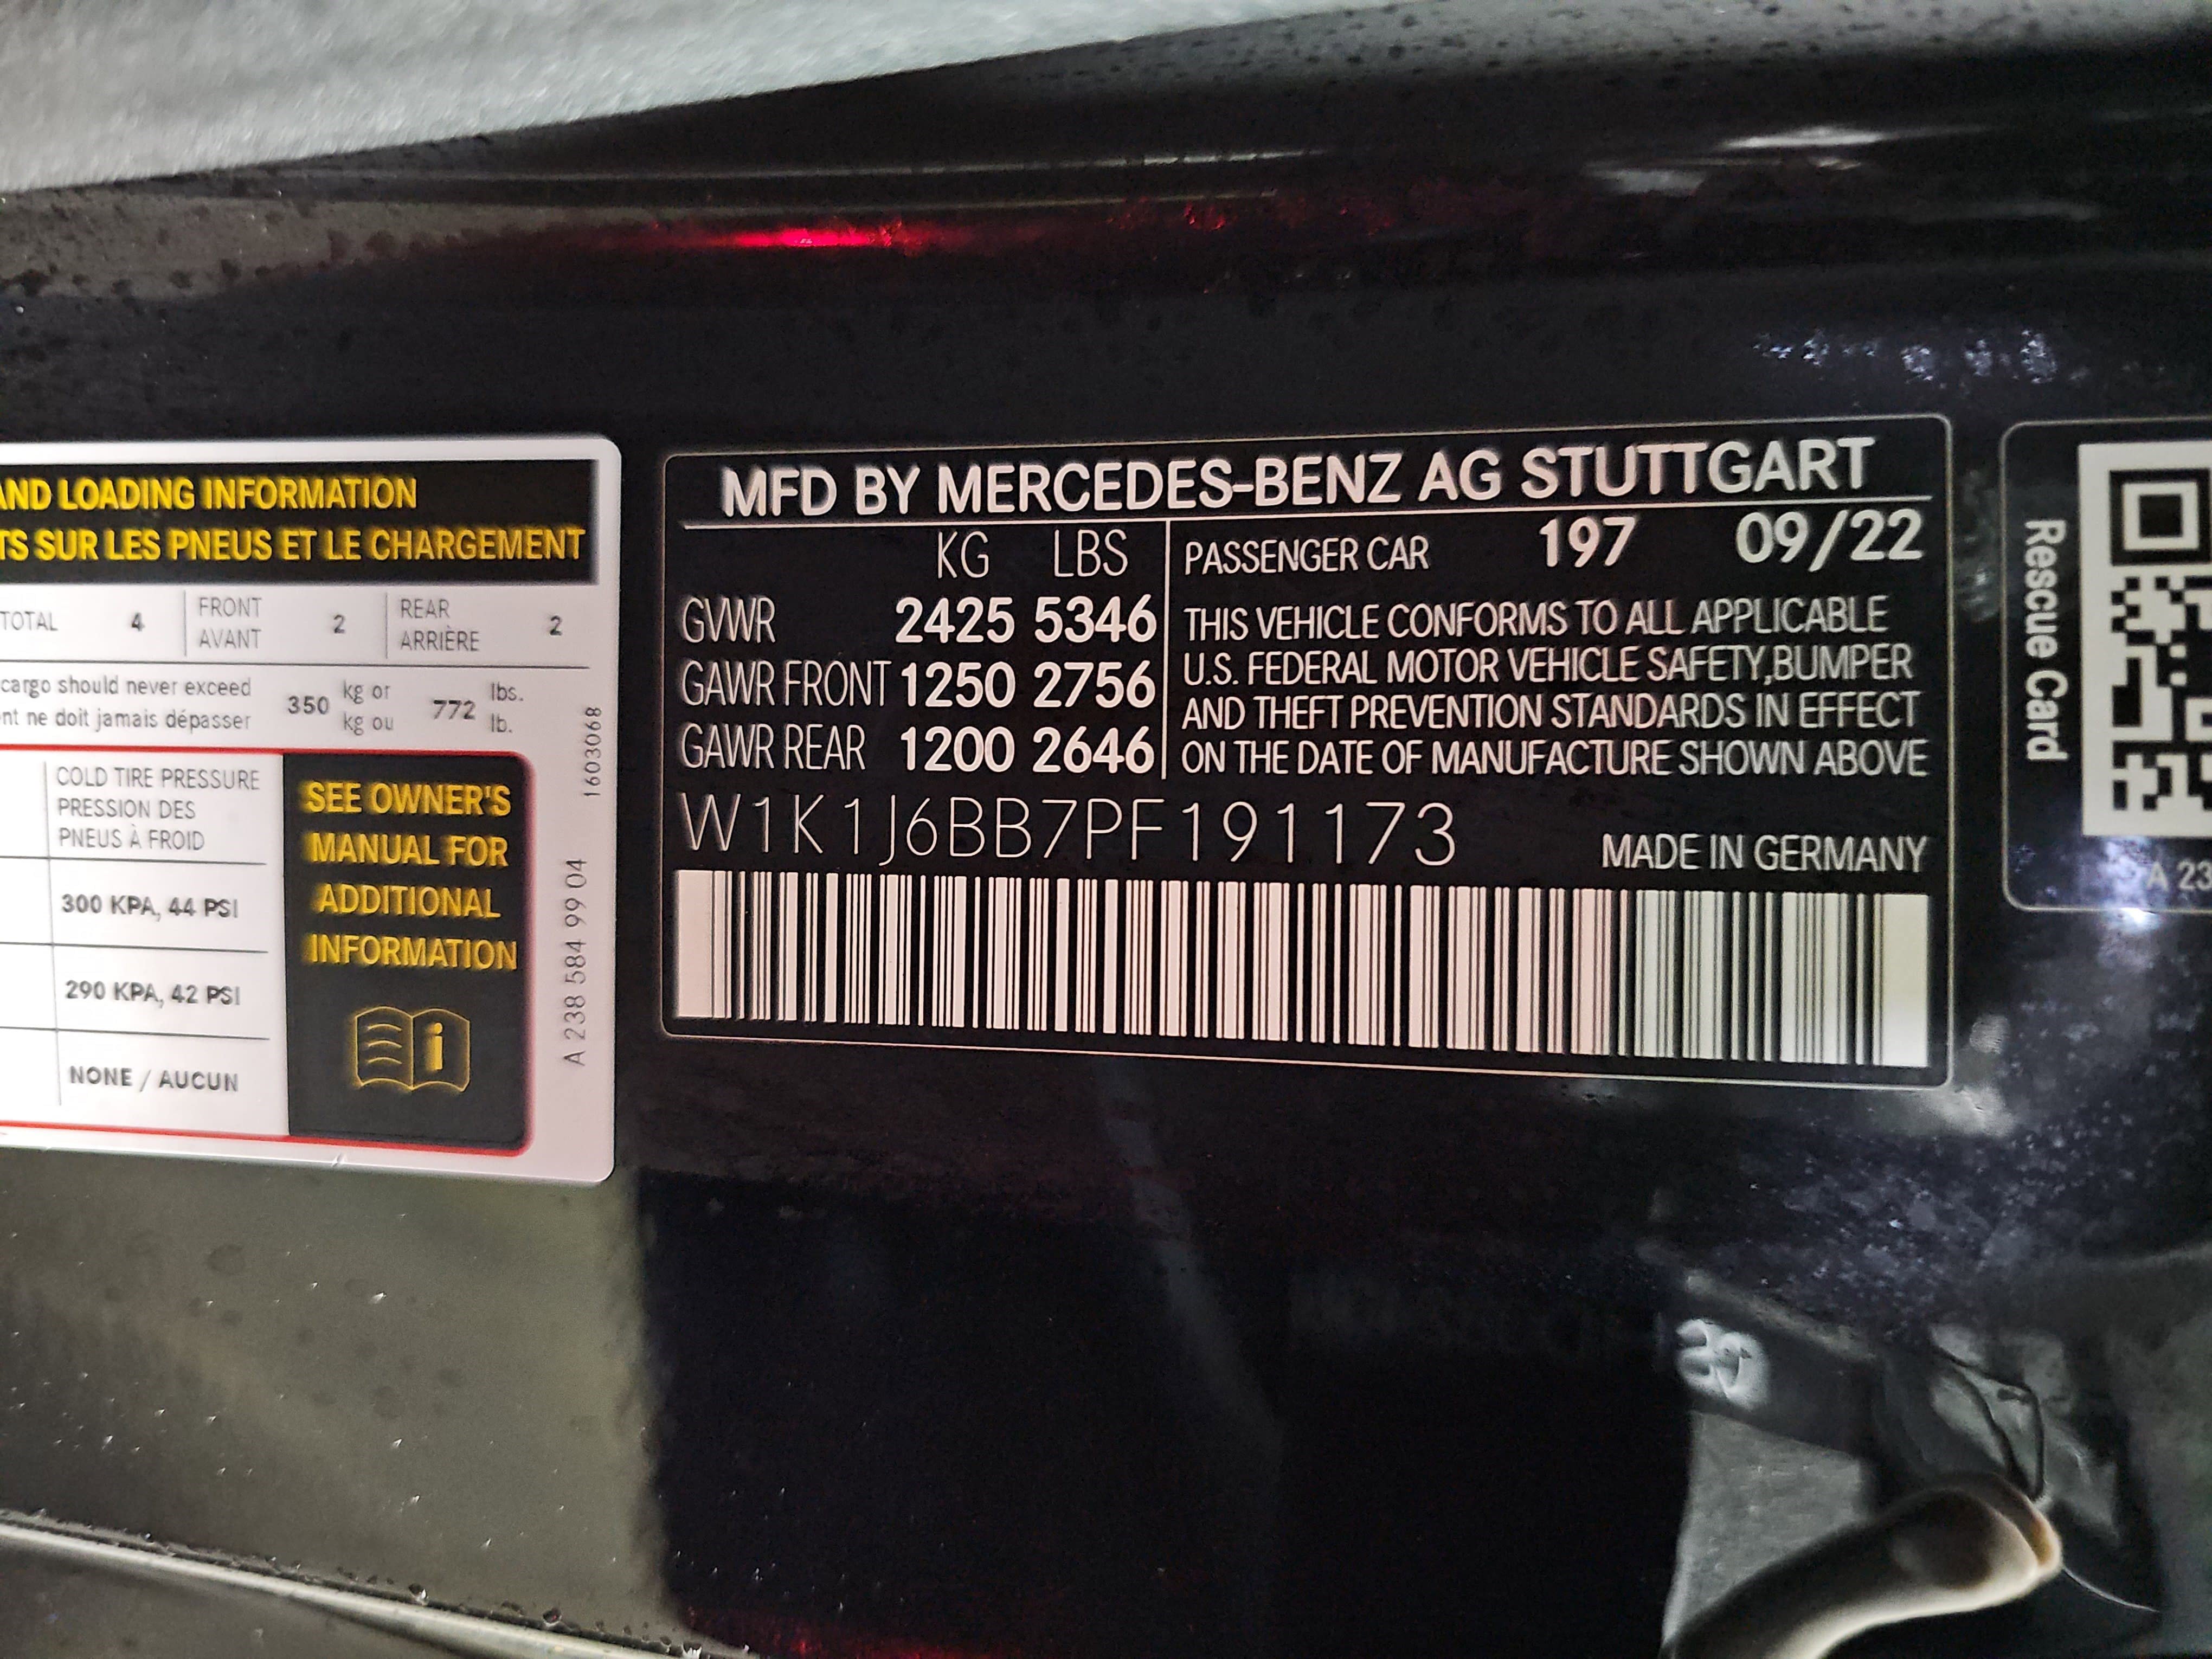 AND LOADING INFORMATION
TS SUR LES PNEUS ET LE CHARGEMENT
TOTAL 4 FRONT 2 REAR 2
AVANT ARRIÈRE
cargo should never exceed 350 kg or 772 lbs.
nt ne doit jamais dépasser kg ou lb.
COLD TIRE PRESSURE
PRESSION DES
PNEUS À FROID
300 KPA, 44 PSI
290 KPA, 42 PSI
NONE / AUCUN
SEE OWNER'S
MANUAL FOR
ADDITIONAL
INFORMATION
i
1603068
A 238 584 99 04
MFD BY MERCEDES-BENZ AG STUTTGART
KG LBS
GVWR 2425 5346
GAWR FRONT 1250 2756
GAWR REAR 1200 2646
PASSENGER CAR 197 09/22
THIS VEHICLE CONFORMS TO ALL APPLICABLE
U.S. FEDERAL MOTOR VEHICLE SAFETY,BUMPER
AND THEFT PREVENTION STANDARDS IN EFFECT
ON THE DATE OF MANUFACTURE SHOWN ABOVE
W1K1J6BB7PF191173
MADE IN GERMANY
Rescue Card
A 23